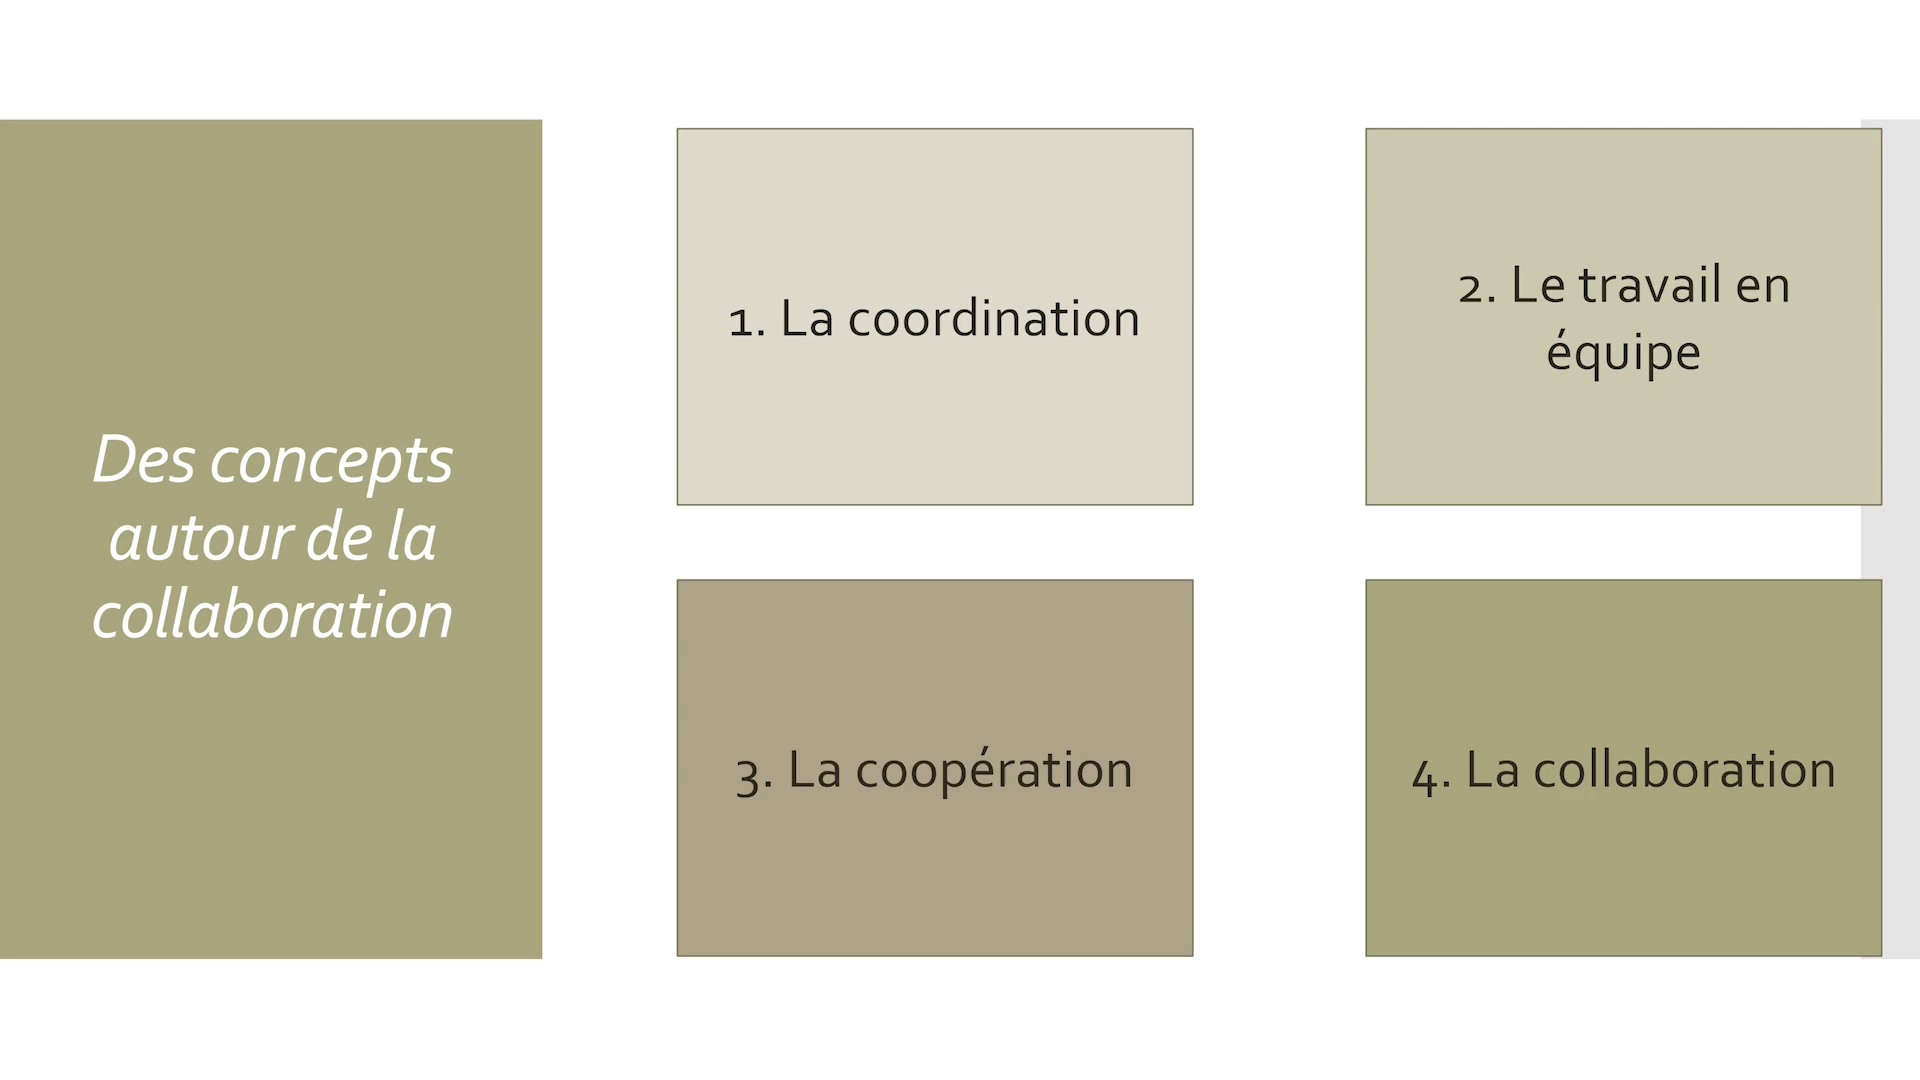 Des concepts
autour de la
collaboration
1. La coordination
2. Le travail en
équipe
3. La coopération
4. La collaboration